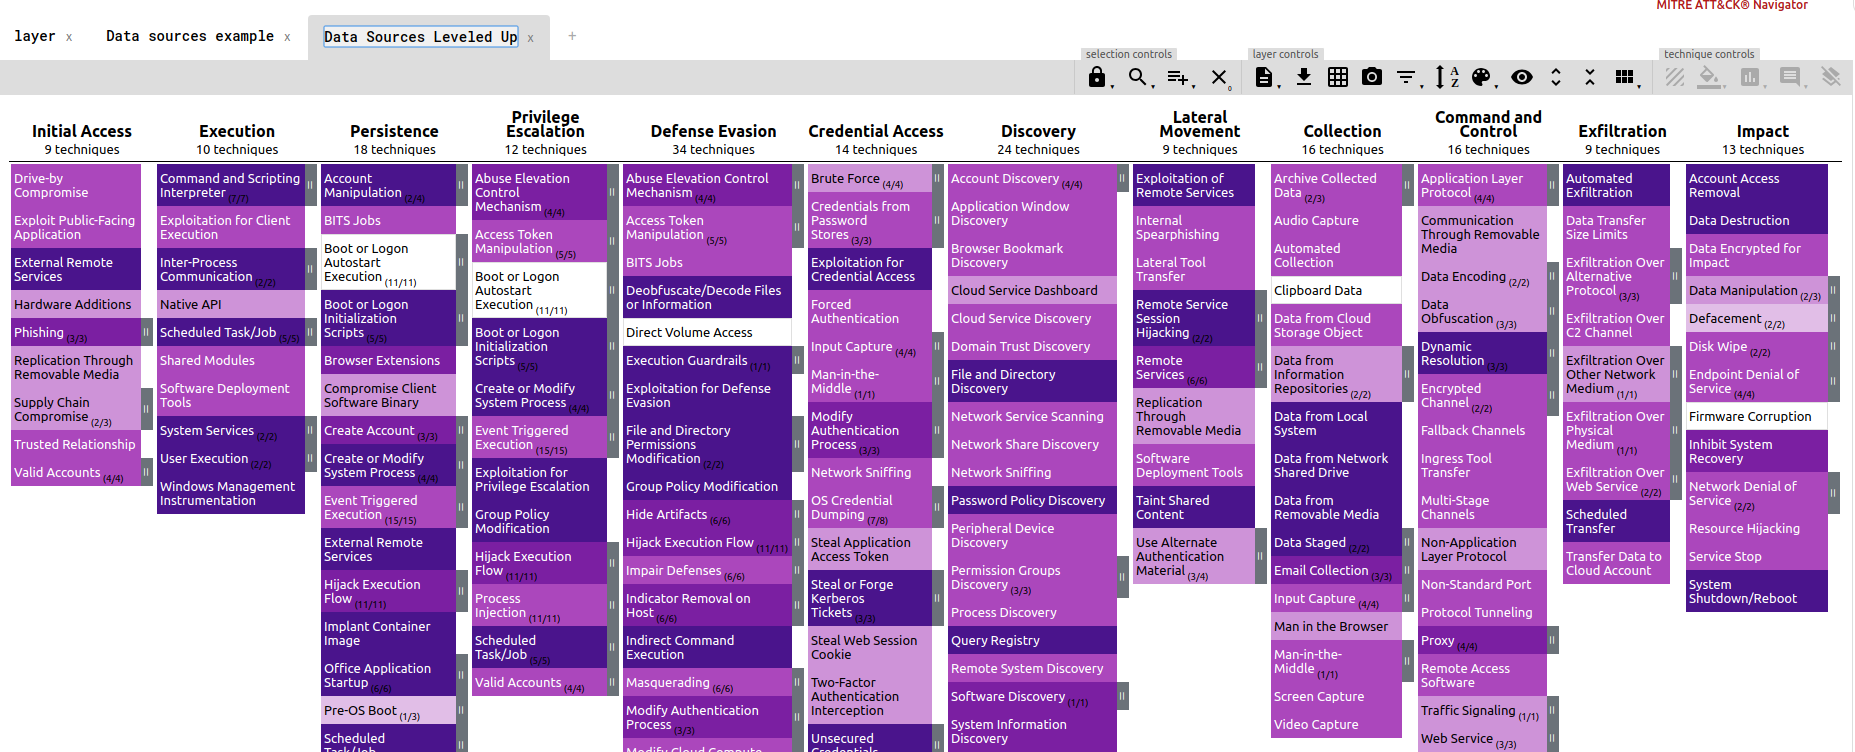 MITRE ATT&CK® Navigator
layer x
Data sources example x
Data Sources Leveled Up x
+
selection controls
layer controls
technique controls
0
A
Z
Initial Access
9 techniques
Drive-by
Compromise
Exploit Public-Facing
Application
External Remote
Services
Hardware Additions
Phishing (3/3)
Replication Through
Removable Media
Supply Chain
Compromise (2/3)
Trusted Relationship
Valid Accounts (4/4)
Execution
10 techniques
Command and Scripting
Interpreter (7/7)
Exploitation for Client
Execution
Inter-Process
Communication (2/2)
Native API
Scheduled Task/Job (5/5)
Shared Modules
Software Deployment
Tools
System Services (2/2)
User Execution (2/2)
Windows Management
Instrumentation
Persistence
18 techniques
Account
Manipulation (2/4)
BITS Jobs
Boot or Logon
Autostart
Execution (11/11)
Boot or Logon
Initialization
Scripts (5/5)
Browser Extensions
Compromise Client
Software Binary
Create Account (3/3)
Create or Modify
System Process (4/4)
Event Triggered
Execution (15/15)
External Remote
Services
Hijack Execution
Flow (11/11)
Implant Container
Image
Office Application
Startup (6/6)
Pre-OS Boot (1/3)
Scheduled
Task/Job
Privilege
Escalation
12 techniques
Abuse Elevation
Control
Mechanism (4/4)
Access Token
Manipulation (5/5)
Boot or Logon
Autostart
Execution (11/11)
Boot or Logon
Initialization
Scripts (5/5)
Create or Modify
System Process (4/4)
Event Triggered
Execution (15/15)
Exploitation for
Privilege Escalation
Group Policy
Modification
Hijack Execution
Flow (11/11)
Process
Injection (11/11)
Scheduled
Task/Job (5/5)
Valid Accounts (4/4)
Defense Evasion
34 techniques
Abuse Elevation Control
Mechanism (4/4)
Access Token
Manipulation (5/5)
BITS Jobs
Deobfuscate/Decode Files
or Information
Direct Volume Access
Execution Guardrails (1/1)
Exploitation for Defense
Evasion
File and Directory
Permissions
Modification (2/2)
Group Policy Modification
Hide Artifacts (6/6)
Hijack Execution Flow (11/11)
Impair Defenses (6/6)
Indicator Removal on
Host (6/6)
Indirect Command
Execution
Masquerading (6/6)
Modify Authentication
Process (3/3)
Modify Cloud Compute
Credential Access
14 techniques
Brute Force (4/4)
Credentials from
Password
Stores (3/3)
Exploitation for
Credential Access
Forced
Authentication
Input Capture (4/4)
Man-in-the-
Middle (1/1)
Modify
Authentication
Process (3/3)
Network Sniffing
OS Credential
Dumping (7/8)
Steal Application
Access Token
Steal or Forge
Kerberos
Tickets (3/3)
Steal Web Session
Cookie
Two-Factor
Authentication
Interception
Unsecured
Credentials
Discovery
24 techniques
Account Discovery (4/4)
Application Window
Discovery
Browser Bookmark
Discovery
Cloud Service Dashboard
Cloud Service Discovery
Domain Trust Discovery
File and Directory
Discovery
Network Service Scanning
Network Share Discovery
Network Sniffing
Password Policy Discovery
Peripheral Device
Discovery
Permission Groups
Discovery (3/3)
Process Discovery
Query Registry
Remote System Discovery
Software Discovery (1/1)
System Information
Discovery
Lateral
Movement
9 techniques
Exploitation of
Remote Services
Internal
Spearphishing
Lateral Tool
Transfer
Remote Service
Session
Hijacking (2/2)
Remote
Services (6/6)
Replication
Through
Removable Media
Software
Deployment Tools
Taint Shared
Content
Use Alternate
Authentication
Material (3/4)
Collection
16 techniques
Archive Collected
Data (2/3)
Audio Capture
Automated
Collection
Clipboard Data
Data from Cloud
Storage Object
Data from
Information
Repositories (2/2)
Data from Local
System
Data from Network
Shared Drive
Data from
Removable Media
Data Staged (2/2)
Email Collection (3/3)
Input Capture (4/4)
Man in the Browser
Man-in-the-
Middle (1/1)
Screen Capture
Video Capture
Command and
Control
16 techniques
Application Layer
Protocol (4/4)
Communication
Through Removable
Media
Data Encoding (2/2)
Data
Obfuscation (3/3)
Dynamic
Resolution (3/3)
Encrypted
Channel (2/2)
Fallback Channels
Ingress Tool
Transfer
Multi-Stage
Channels
Non-Application
Layer Protocol
Non-Standard Port
Protocol Tunneling
Proxy (4/4)
Remote Access
Software
Traffic Signaling (1/1)
Web Service (3/3)
Exfiltration
9 techniques
Automated
Exfiltration
Data Transfer
Size Limits
Exfiltration Over
Alternative
Protocol (3/3)
Exfiltration Over
C2 Channel
Exfiltration Over
Other Network
Medium (1/1)
Exfiltration Over
Physical
Medium (1/1)
Exfiltration Over
Web Service (2/2)
Scheduled
Transfer
Transfer Data to
Cloud Account
Impact
13 techniques
Account Access
Removal
Data Destruction
Data Encrypted for
Impact
Data Manipulation (2/3)
Defacement (2/2)
Disk Wipe (2/2)
Endpoint Denial of
Service (4/4)
Firmware Corruption
Inhibit System
Recovery
Network Denial of
Service (2/2)
Resource Hijacking
Service Stop
System
Shutdown/Reboot